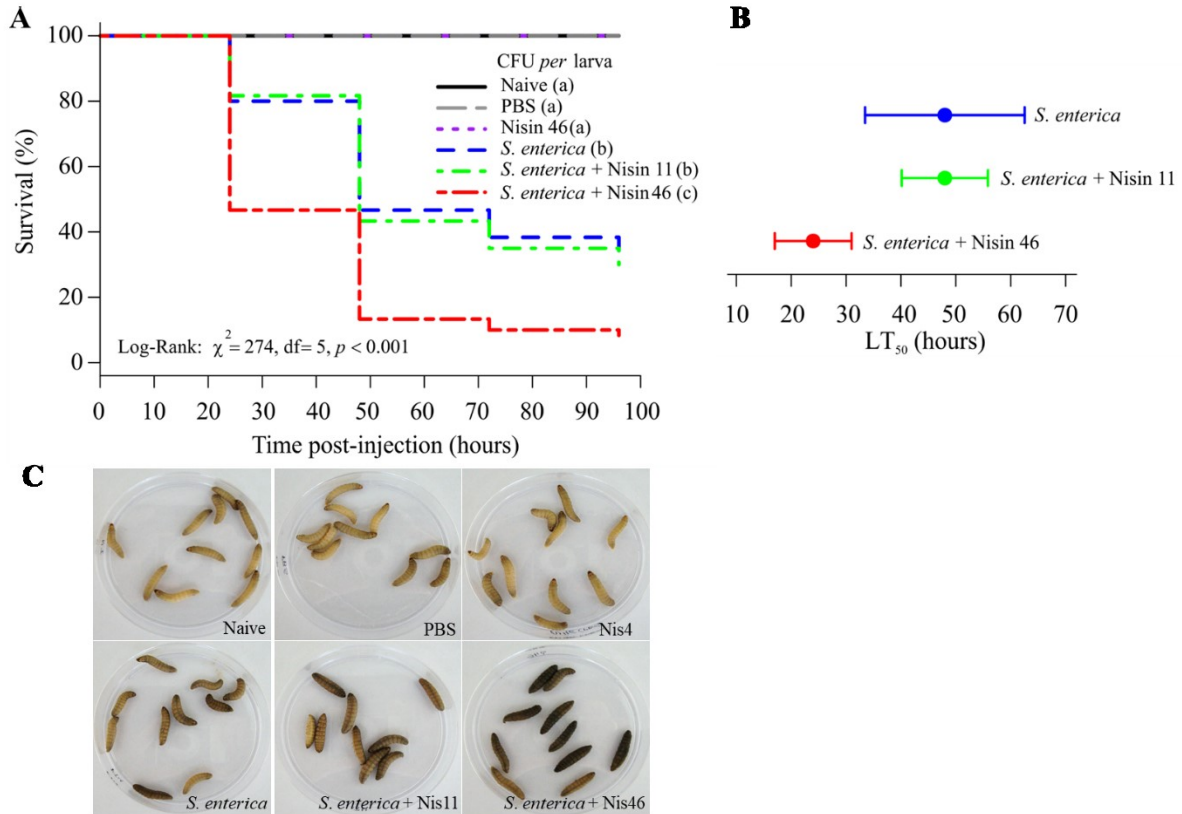 A
100
80
60
40
20
0
Survival (%)
CFU per larva
Naive (a)
PBS (a)
Nisin 46(a)
S. enterica (b)
S. enterica + Nisin 11(b)
S. enterica + Nisin 46 (c)
Log-Rank: χ² = 274, df= 5, p < 0.001
0 10 20 30 40 50 60 70 80 90 100
Time post-injection (hours)
B
S. enterica
S. enterica + Nisin 11
S. enterica + Nisin 46
10 20 30 40 50 60 70
LT₅₀ (hours)
C
Naive
PBS
Nis4
S. enterica
S. enterica + Nis11
S. enterica + Nis46